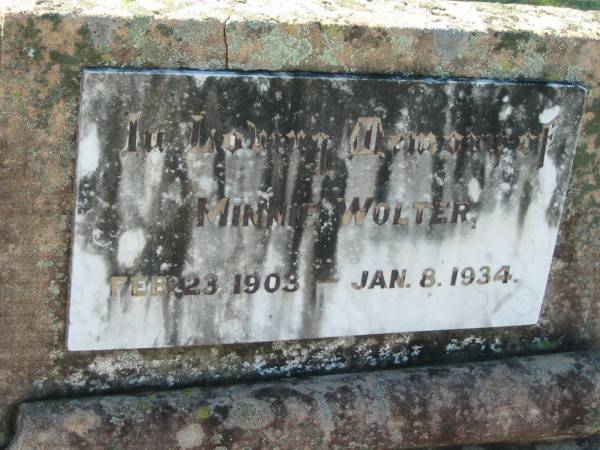 In Loving Memory of
MINNIE WOLTER,
FEB. 23. 1903 — JAN. 8. 1934.